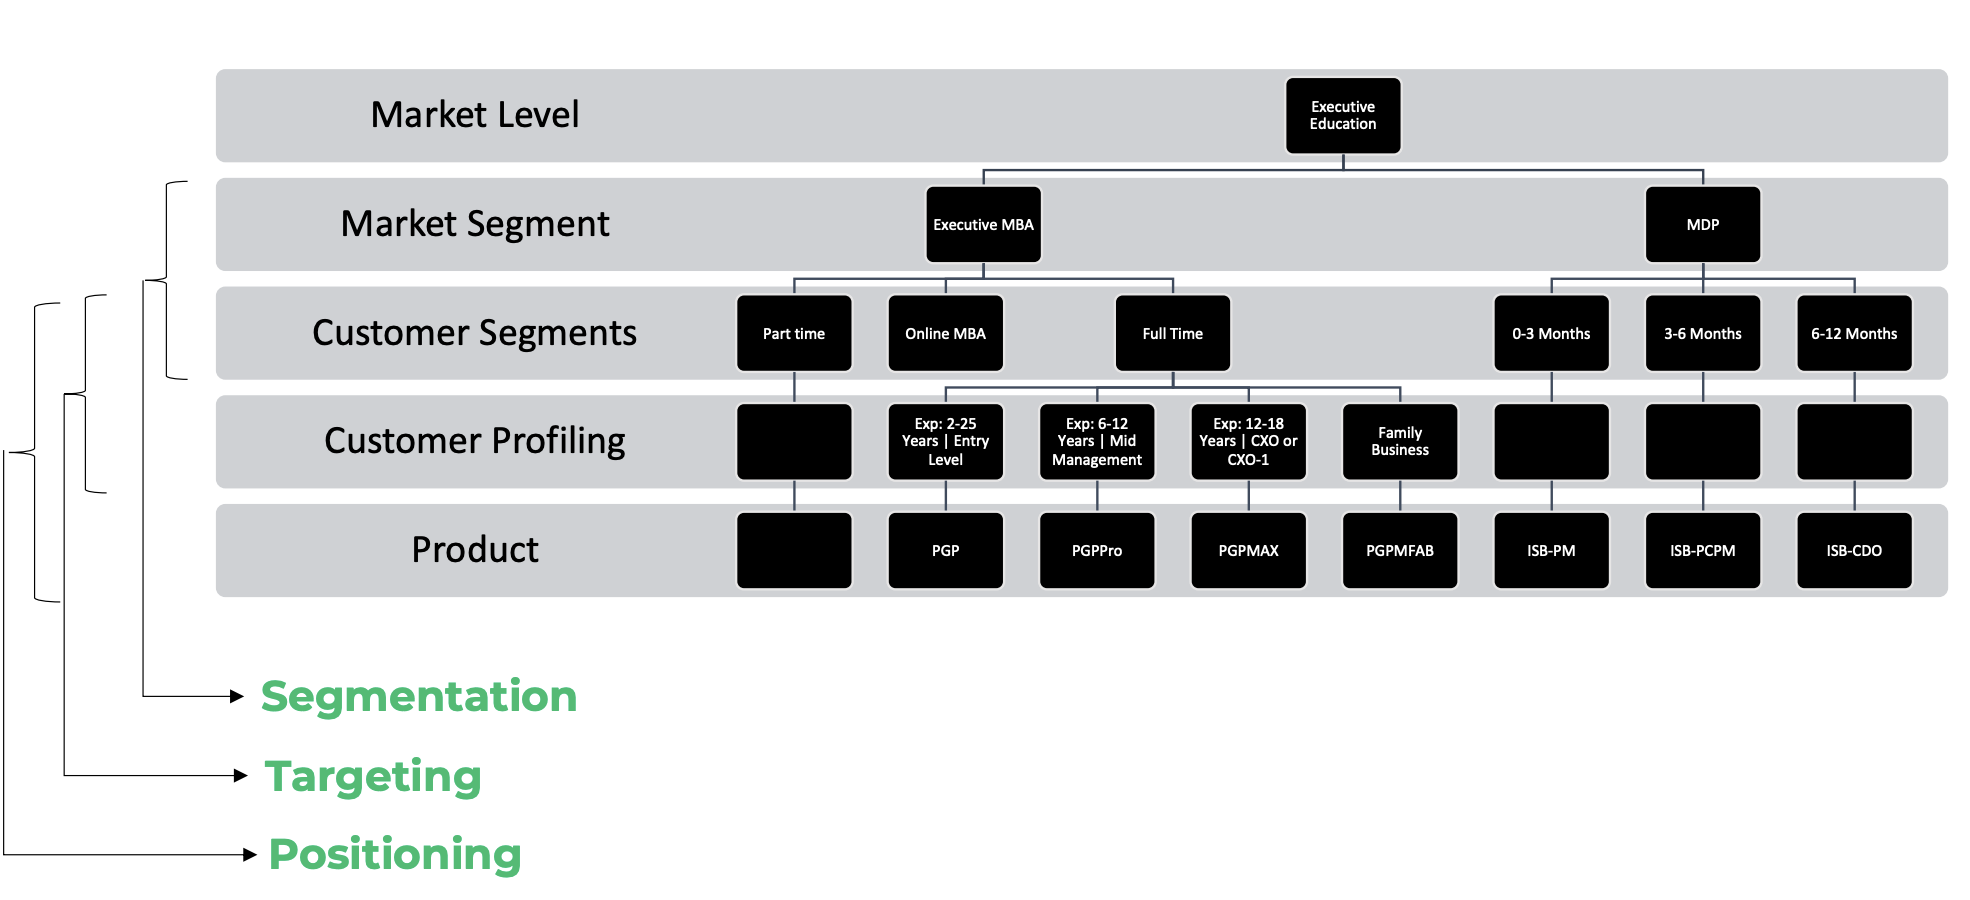 Market Level
Executive
Education
Market Segment
Executive MBA
MDP
Customer Segments
Part time
Online MBA
Full Time
0-3 Months
3-6 Months
6-12 Months
Customer Profiling
Exp: 2-25
Years | Entry
Level
Exp: 6-12
Years | Mid
Management
Exp: 12-18
Years | CXO or
CXO-1
Family
Business
Product
PGP
PGPPro
PGPMAX
PGPMFAB
ISB-PM
ISB-PCPM
ISB-CDO
Segmentation
Targeting
Positioning